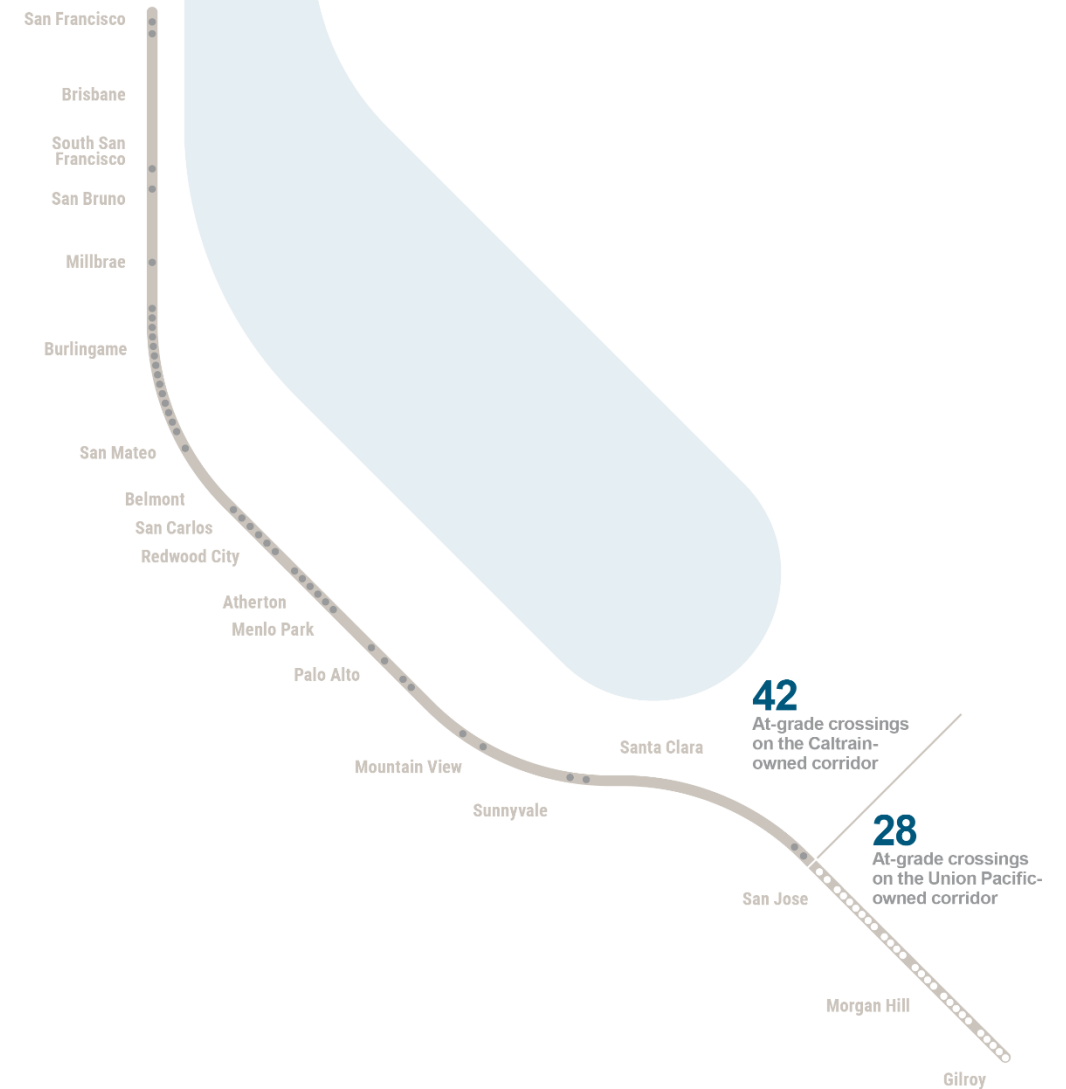 San Francisco
Brisbane
South San
Francisco
San Bruno
Millbrae
Burlingame
San Mateo
Belmont
San Carlos
Redwood City
Atherton
Menlo Park
Palo Alto
Mountain View
Sunnyvale
Santa Clara
42
At-grade crossings
on the Caltrain-
owned corridor
28
At-grade crossings
on the Union Pacific-
owned corridor
San Jose
Morgan Hill
Gilroy